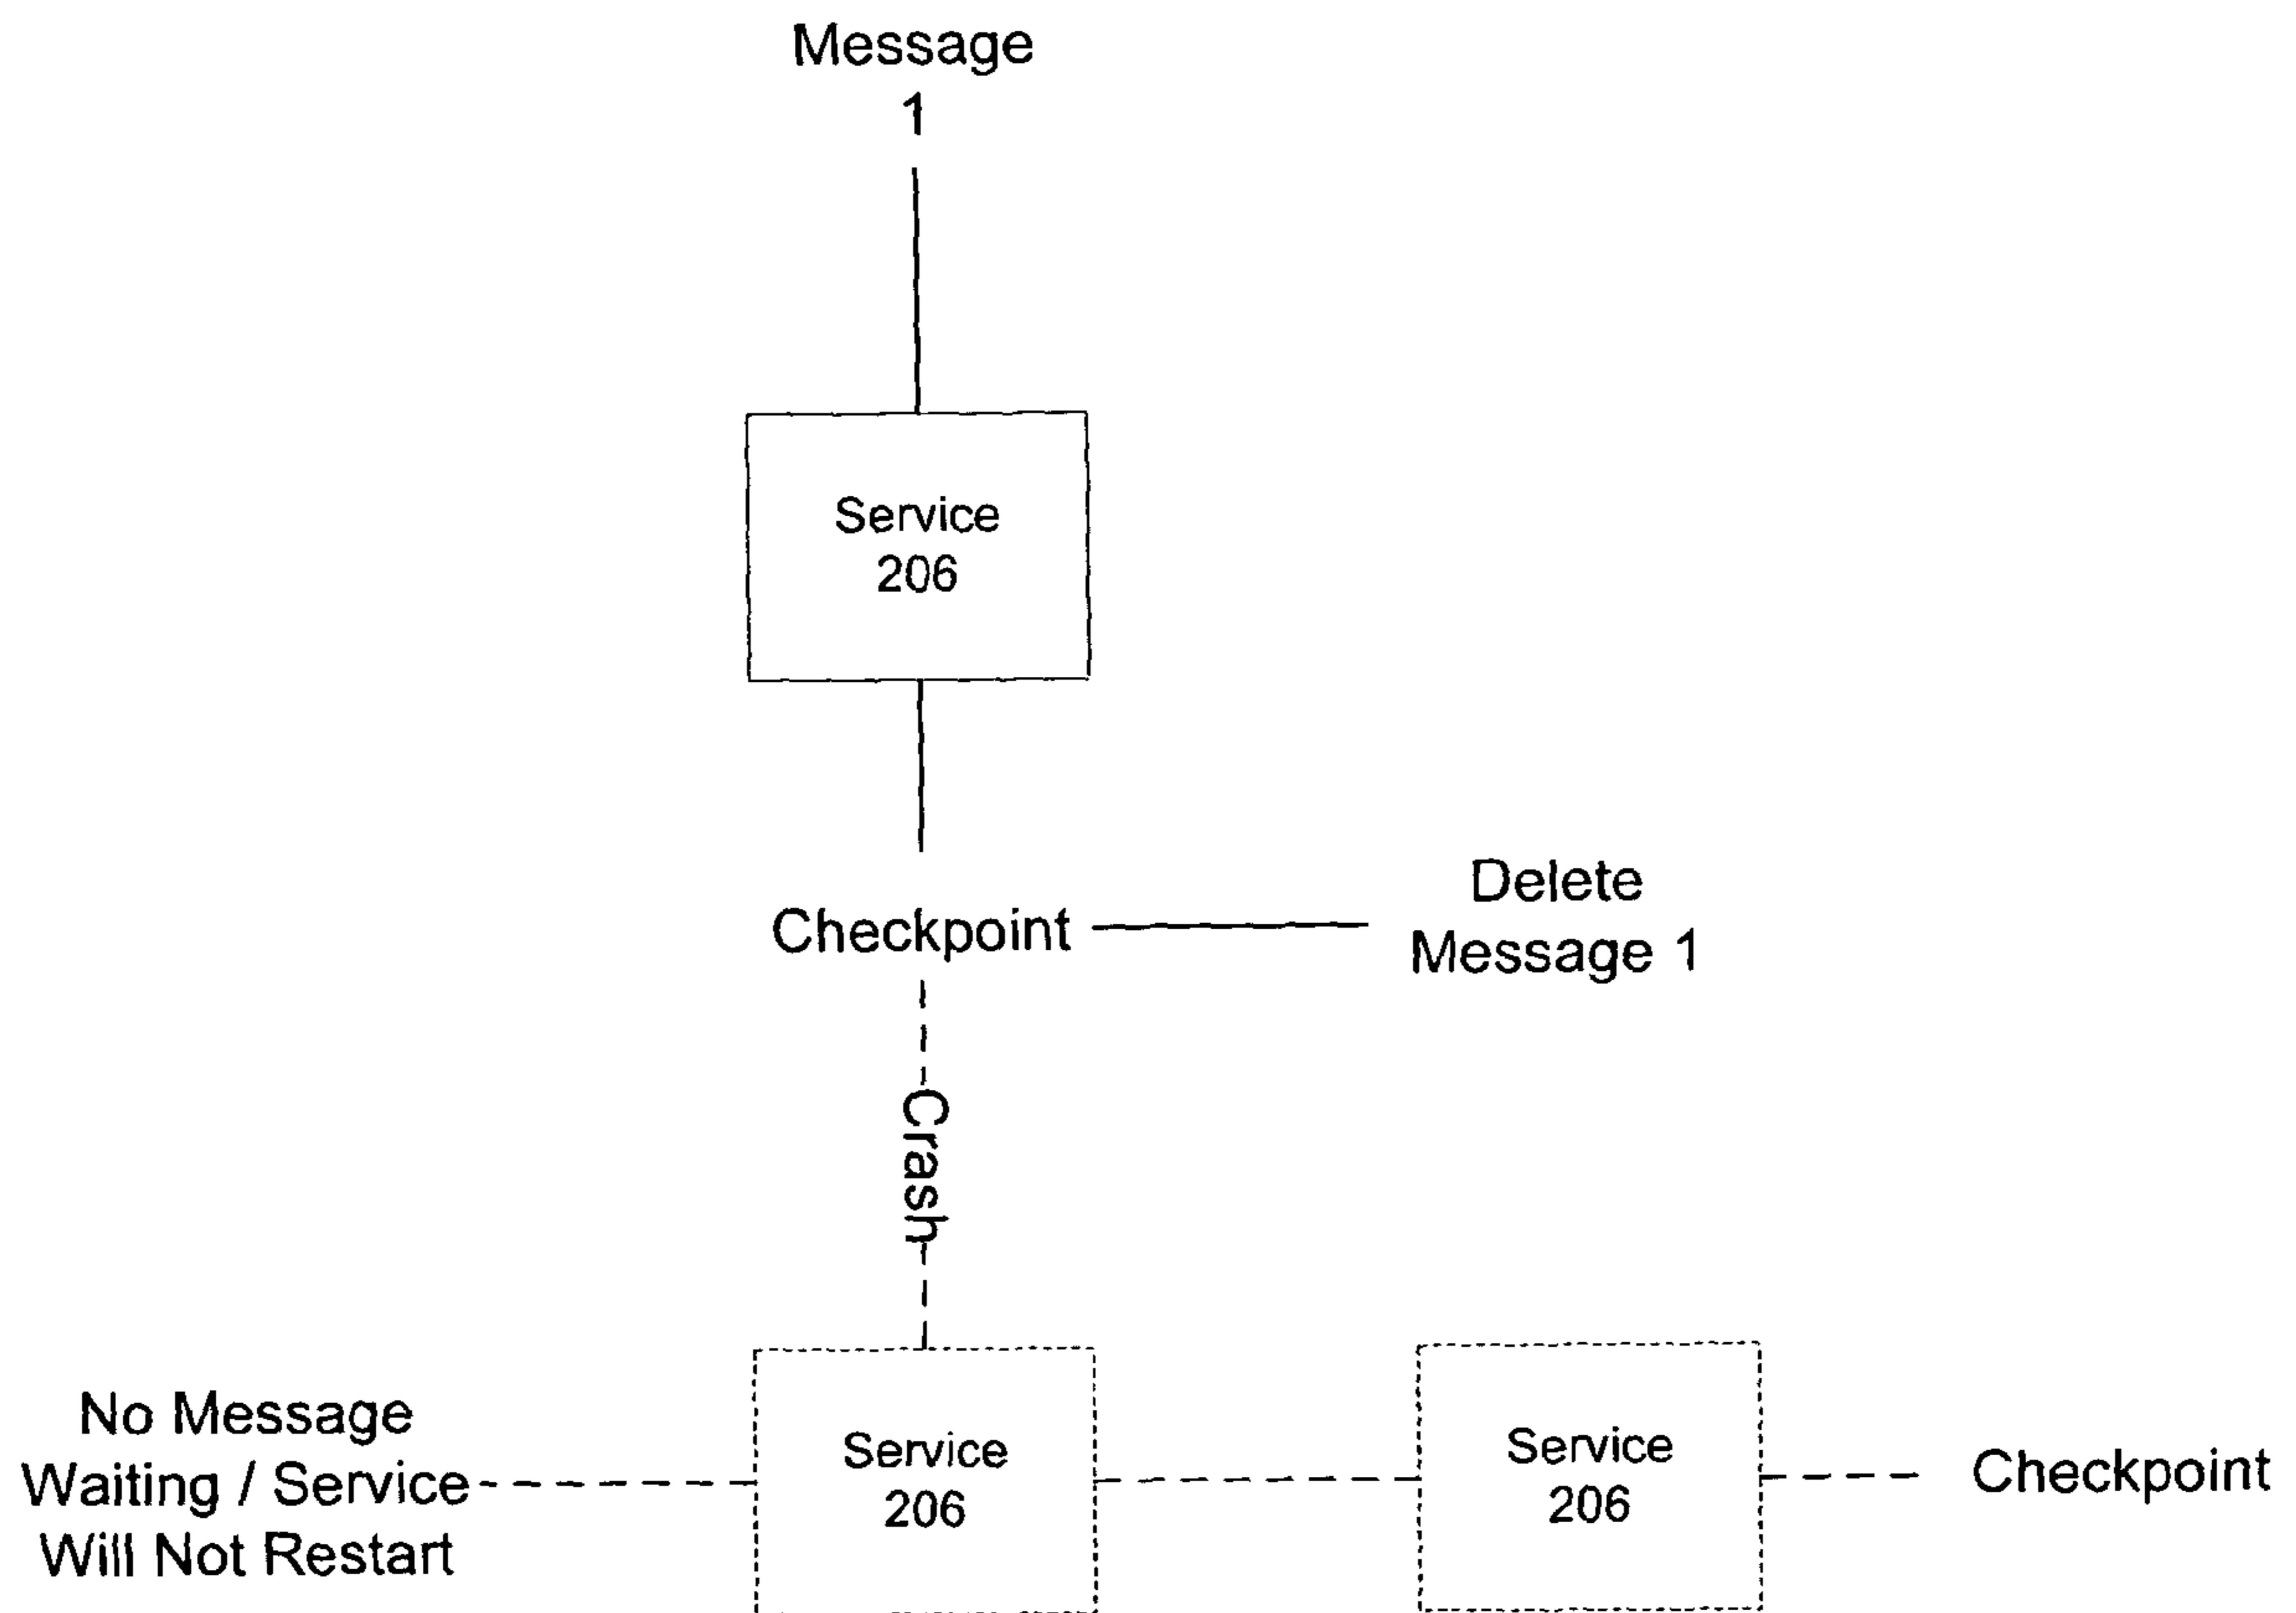 Message
1
Service
206
Checkpoint
Delete
Message 1
Crash
No Message
Waiting / Service
Will Not Restart
Service
206
Service
206
Checkpoint